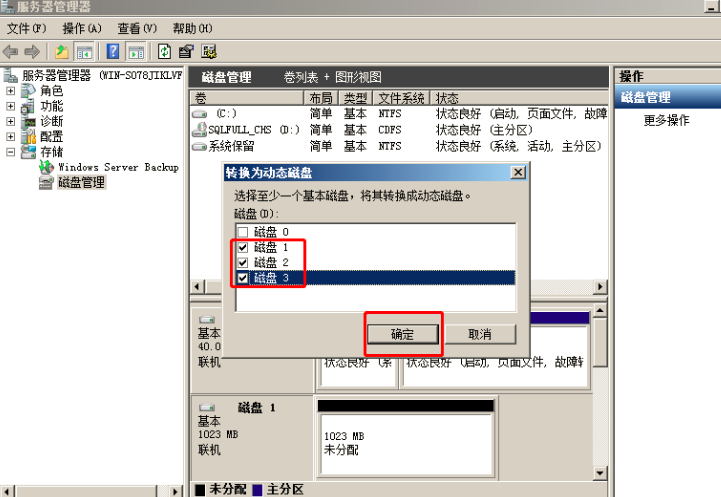 服务器管理器
文件(F) 操作(A) 查看(V) 帮助(H)
服务器管理器 (WIN-SO78JIKLVF
角色
功能
诊断
配置
存储
Windows Server Backup
磁盘管理
磁盘管理 卷列表 + 图形视图
卷 布局 类型 文件系统 状态
(C:) 简单 基本 NTFS 状态良好 (启动, 页面文件, 故障
SQLFULL_CHS (D:) 简单 基本 CDFS 状态良好 (主分区)
系统保留 简单 基本 NTFS 状态良好 (系统, 活动, 主分区)
操作
磁盘管理
更多操作
转换为动态磁盘
选择至少一个基本磁盘，将其转换成动态磁盘。
磁盘(D):
磁盘 0
磁盘 1
磁盘 2
磁盘 3
确定 取消
基本
40.0
联机
状态良好 (系
状态良好 (启动, 页面文件, 故障转
磁盘 1
基本
1023 MB
联机
1023 MB
未分配
未分配 主分区